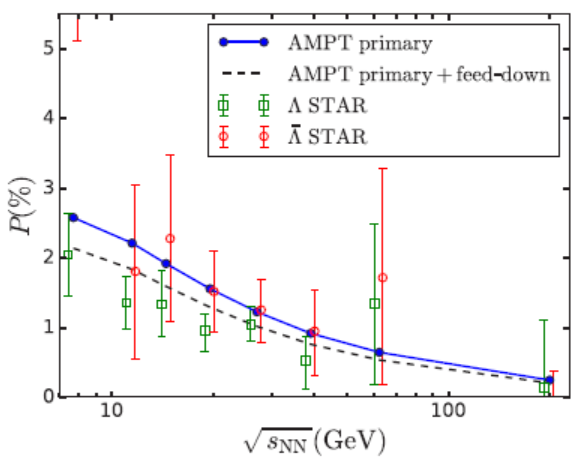 5
4
3
2
1
0
P(%)
AMPT primary
AMPT primary + feed-down
Λ STAR
Λ̄ STAR
10
100
√sNN (GeV)